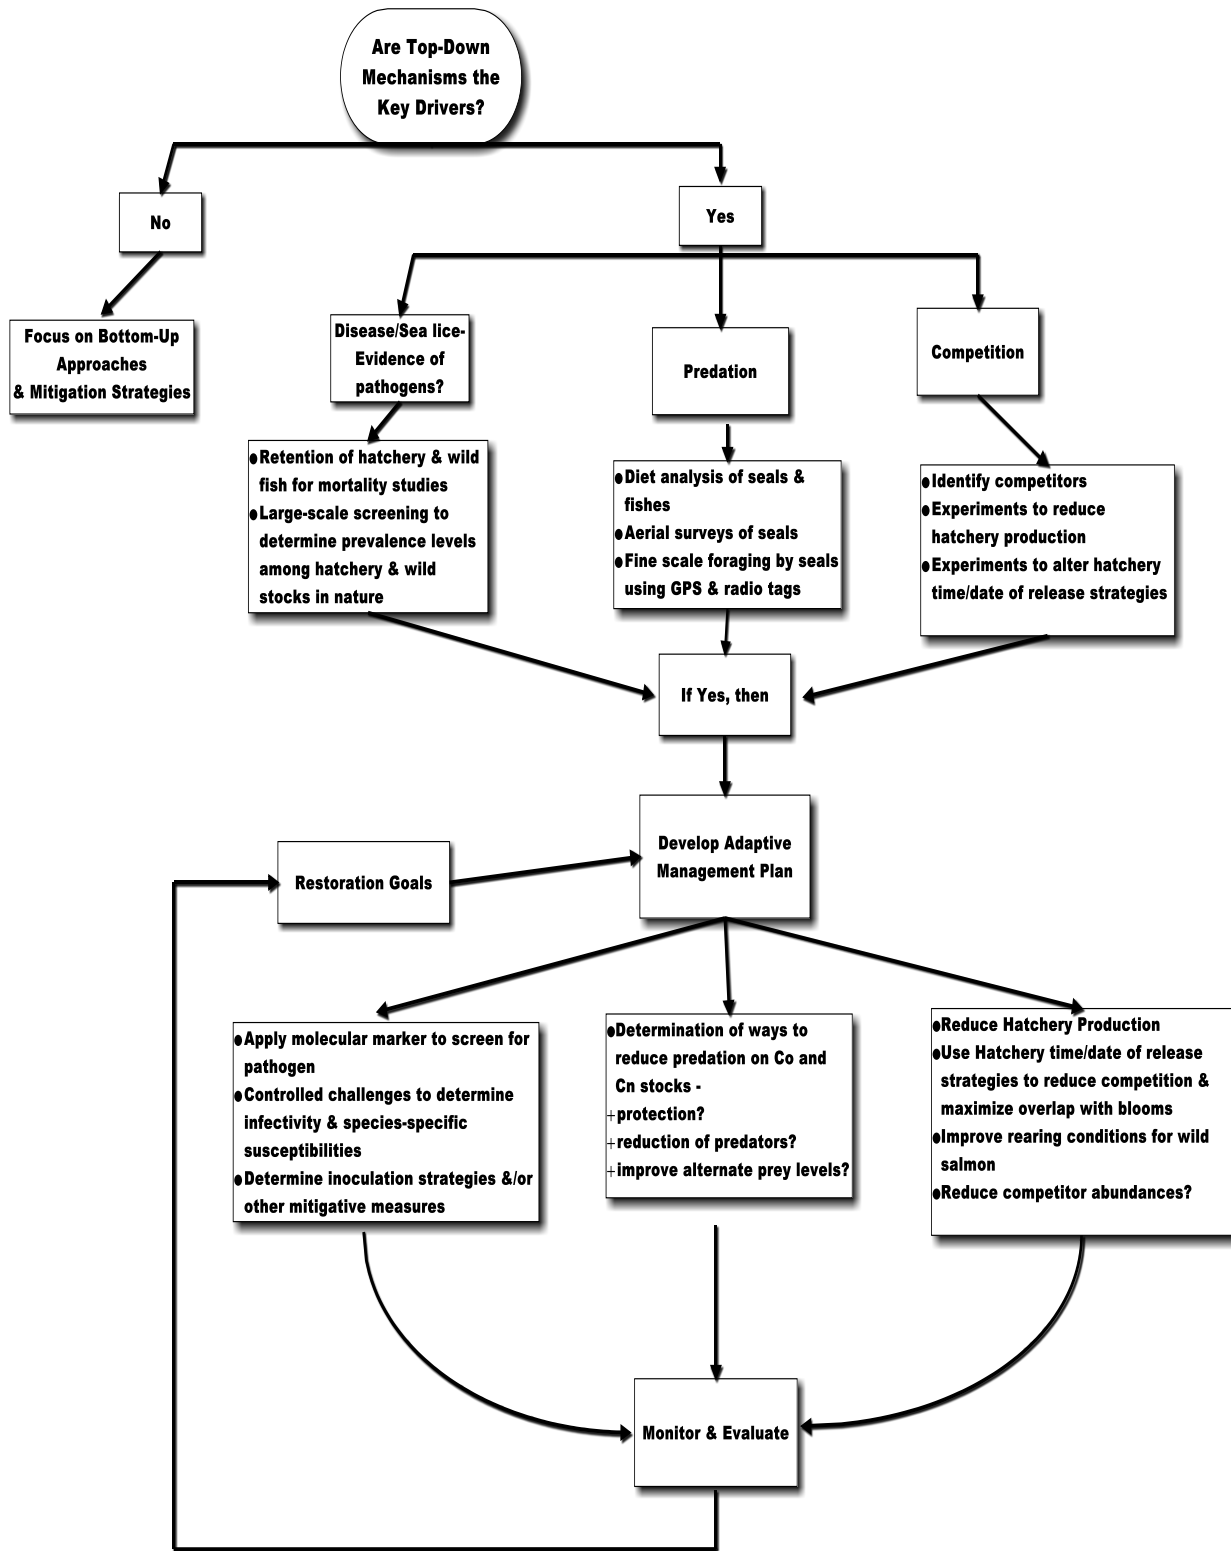 Are Top-Down
Mechanisms the
Key Drivers?
No
Yes
Focus on Bottom-Up
Approaches
& Mitigation Strategies
Disease/Sea lice-
Evidence of
pathogens?
Predation
Competition
●Retention of hatchery & wild
fish for mortality studies
●Large-scale screening to
determine prevalence levels
among hatchery & wild
stocks in nature
●Diet analysis of seals &
fishes
●Aerial surveys of seals
●Fine scale foraging by seals
using GPS & radio tags
●Identify competitors
●Experiments to reduce
hatchery production
●Experiments to alter hatchery
time/date of release strategies
If Yes, then
Develop Adaptive
Management Plan
Restoration Goals
●Apply molecular marker to screen for
pathogen
●Controlled challenges to determine
infectivity & species-specific
susceptibilities
●Determine inoculation strategies &/or
other mitigative measures
●Determination of ways to
reduce predation on Co and
Cn stocks -
+protection?
+reduction of predators?
+improve alternate prey levels?
●Reduce Hatchery Production
●Use Hatchery time/date of release
strategies to reduce competition &
maximize overlap with blooms
●Improve rearing conditions for wild
salmon
●Reduce competitor abundances?
Monitor & Evaluate